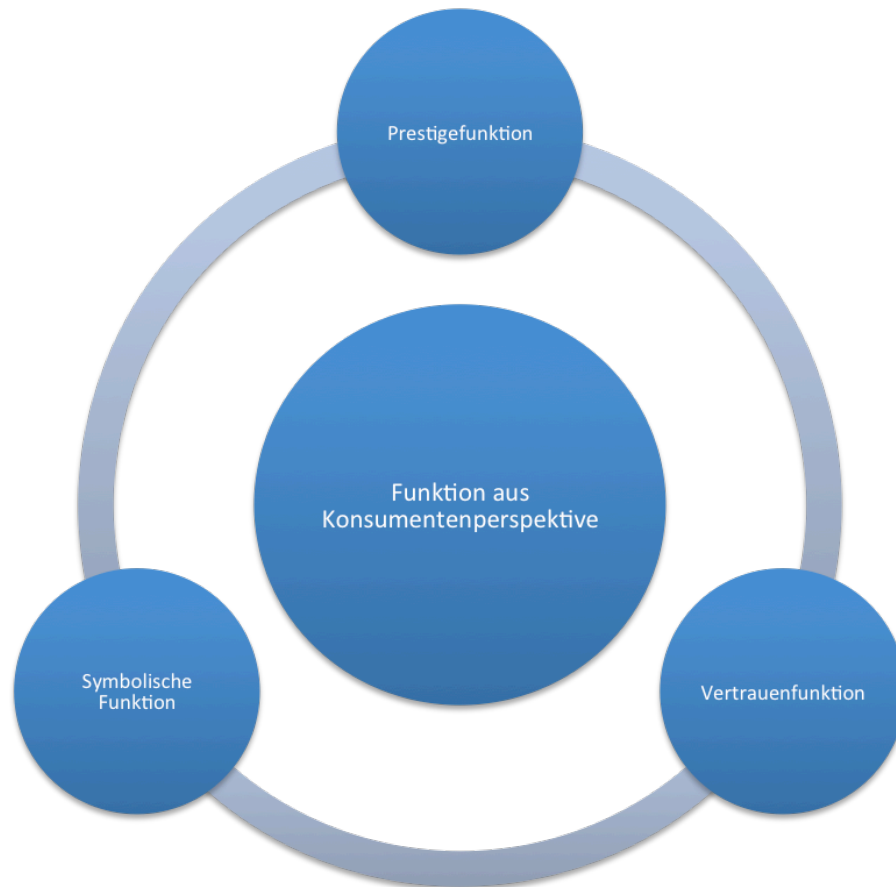 Prestigefunktion
Funktion aus
Konsumentenperspektive
Symbolische
Funktion
Vertrauenfunktion